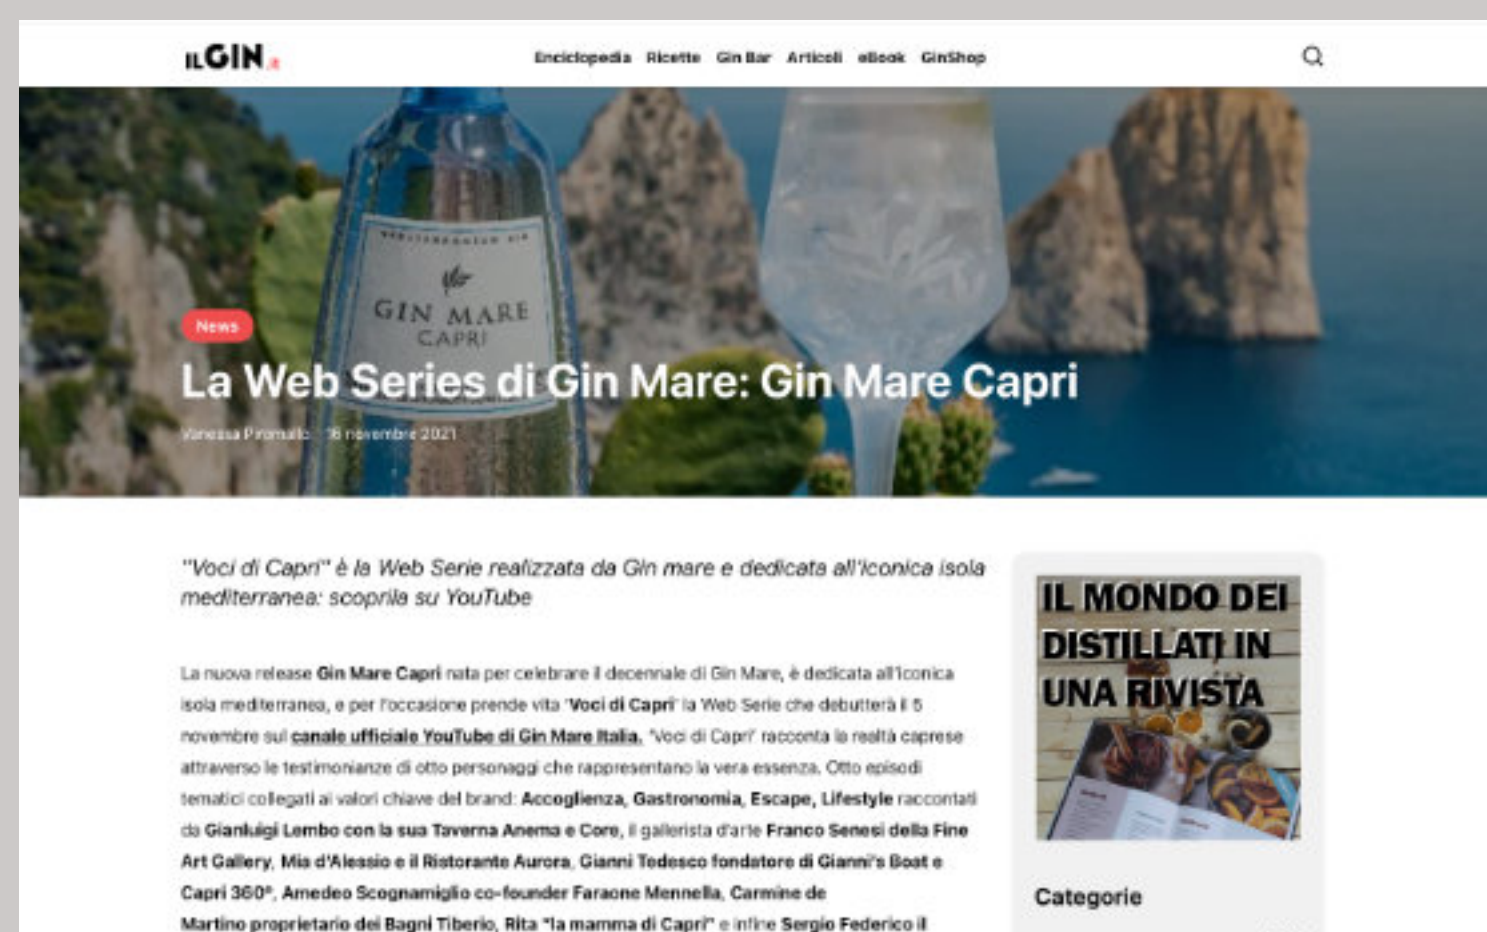 ILGIN.it
Enciclopedia Ricette Gin Bar Articoli eBook GinShop
MEDITERRANEAN GIN
GIN MARE
CAPRI
News
La Web Series di Gin Mare: Gin Mare Capri
Vanessa Piromallo 16 novembre 2021
"Voci di Capri" è la Web Serie realizzata da Gin mare e dedicata all'iconica isola
mediterranea: scoprila su YouTube
La nuova release Gin Mare Capri nata per celebrare il decennale di Gin Mare, è dedicata all'iconica
isola mediterranea, e per l'occasione prende vita "Voci di Capri" la Web Serie che debutterà il 5
novembre sul canale ufficiale YouTube di Gin Mare Italia. "Voci di Capri" racconta la realtà caprese
attraverso le testimonianze di otto personaggi che rappresentano la vera essenza. Otto episodi
tematici collegati ai valori chiave del brand: Accoglienza, Gastronomia, Escape, Lifestyle raccontati
da Gianluigi Lembo con la sua Taverna Anema e Core, il gallerista d'arte Franco Senesi della Fine
Art Gallery, Mia d'Alessio e il Ristorante Aurora, Gianni Tedesco fondatore di Gianni's Boat e
Capri 360°, Amedeo Scognamiglio co-founder Faraone Mennella, Carmine de
Martino proprietario dei Bagni Tiberio, Rita "la mamma di Capri" e infine Sergio Federico il
IL MONDO DEI
DISTILLATI IN
UNA RIVISTA
Categorie